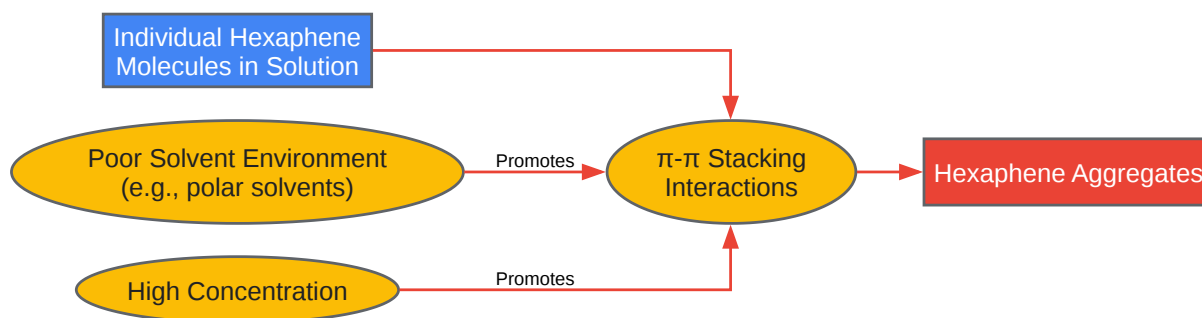 Individual Hexaphene
Molecules in Solution
Poor Solvent Environment
(e.g., polar solvents)
Promotes
π-π Stacking
Interactions
Hexaphene Aggregates
High Concentration
Promotes